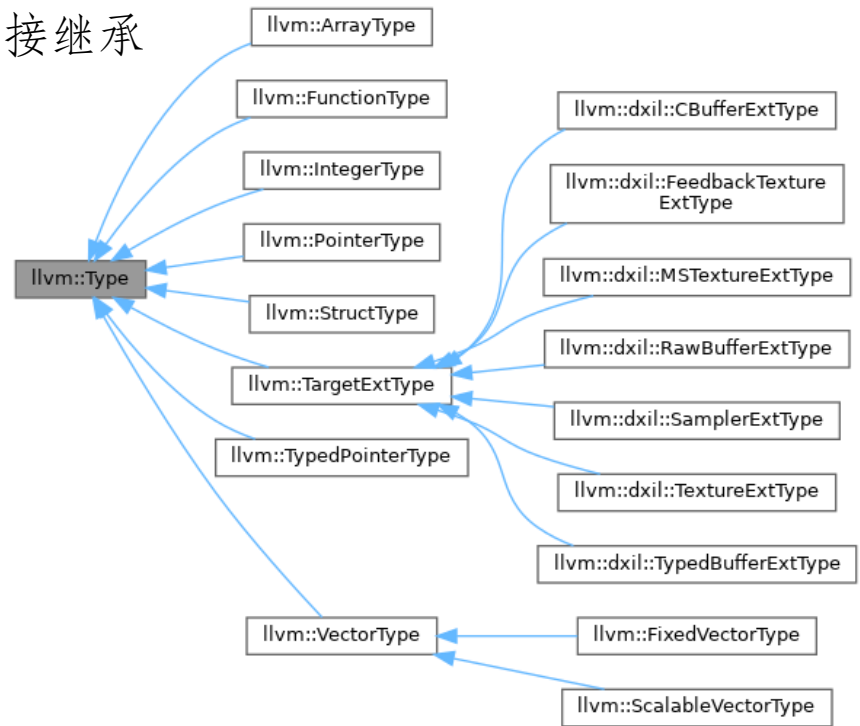 接继承
llvm::ArrayType
llvm::FunctionType
llvm::IntegerType
llvm::PointerType
llvm::Type
llvm::StructType
llvm::TargetExtType
llvm::TypedPointerType
llvm::VectorType
llvm::dxil::CBufferExtType
llvm::dxil::FeedbackTexture
ExtType
llvm::dxil::MSTextureExtType
llvm::dxil::RawBufferExtType
llvm::dxil::SamplerExtType
llvm::dxil::TextureExtType
llvm::dxil::TypedBufferExtType
llvm::FixedVectorType
llvm::ScalableVectorType